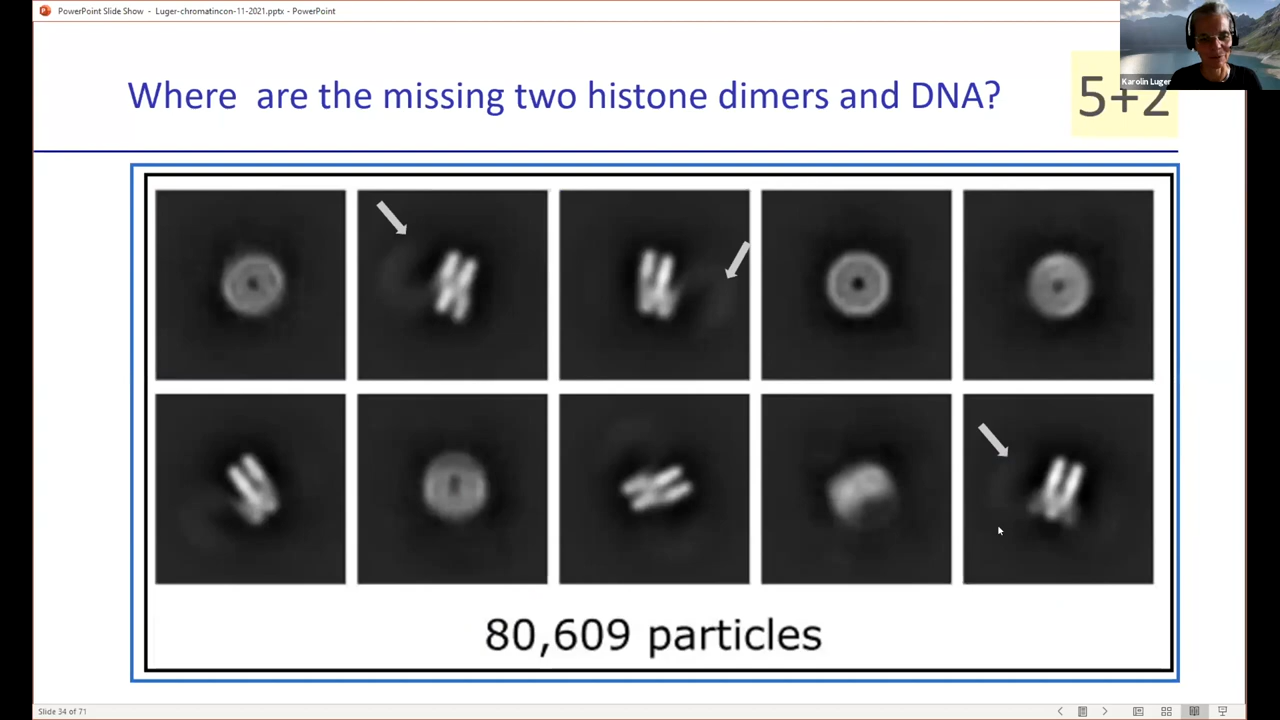 PowerPoint Slide Show - Luger-chromatincon-11-2021.pptx - PowerPoint
Karolin Luger
Where are the missing two histone dimers and DNA?
5+2
80,609 particles
Slide 34 of 71